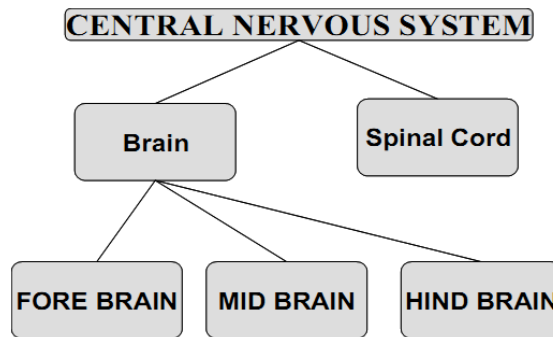 CENTRAL NERVOUS SYSTEM
Brain
Spinal Cord
FORE BRAIN
MID BRAIN
HIND BRAIN